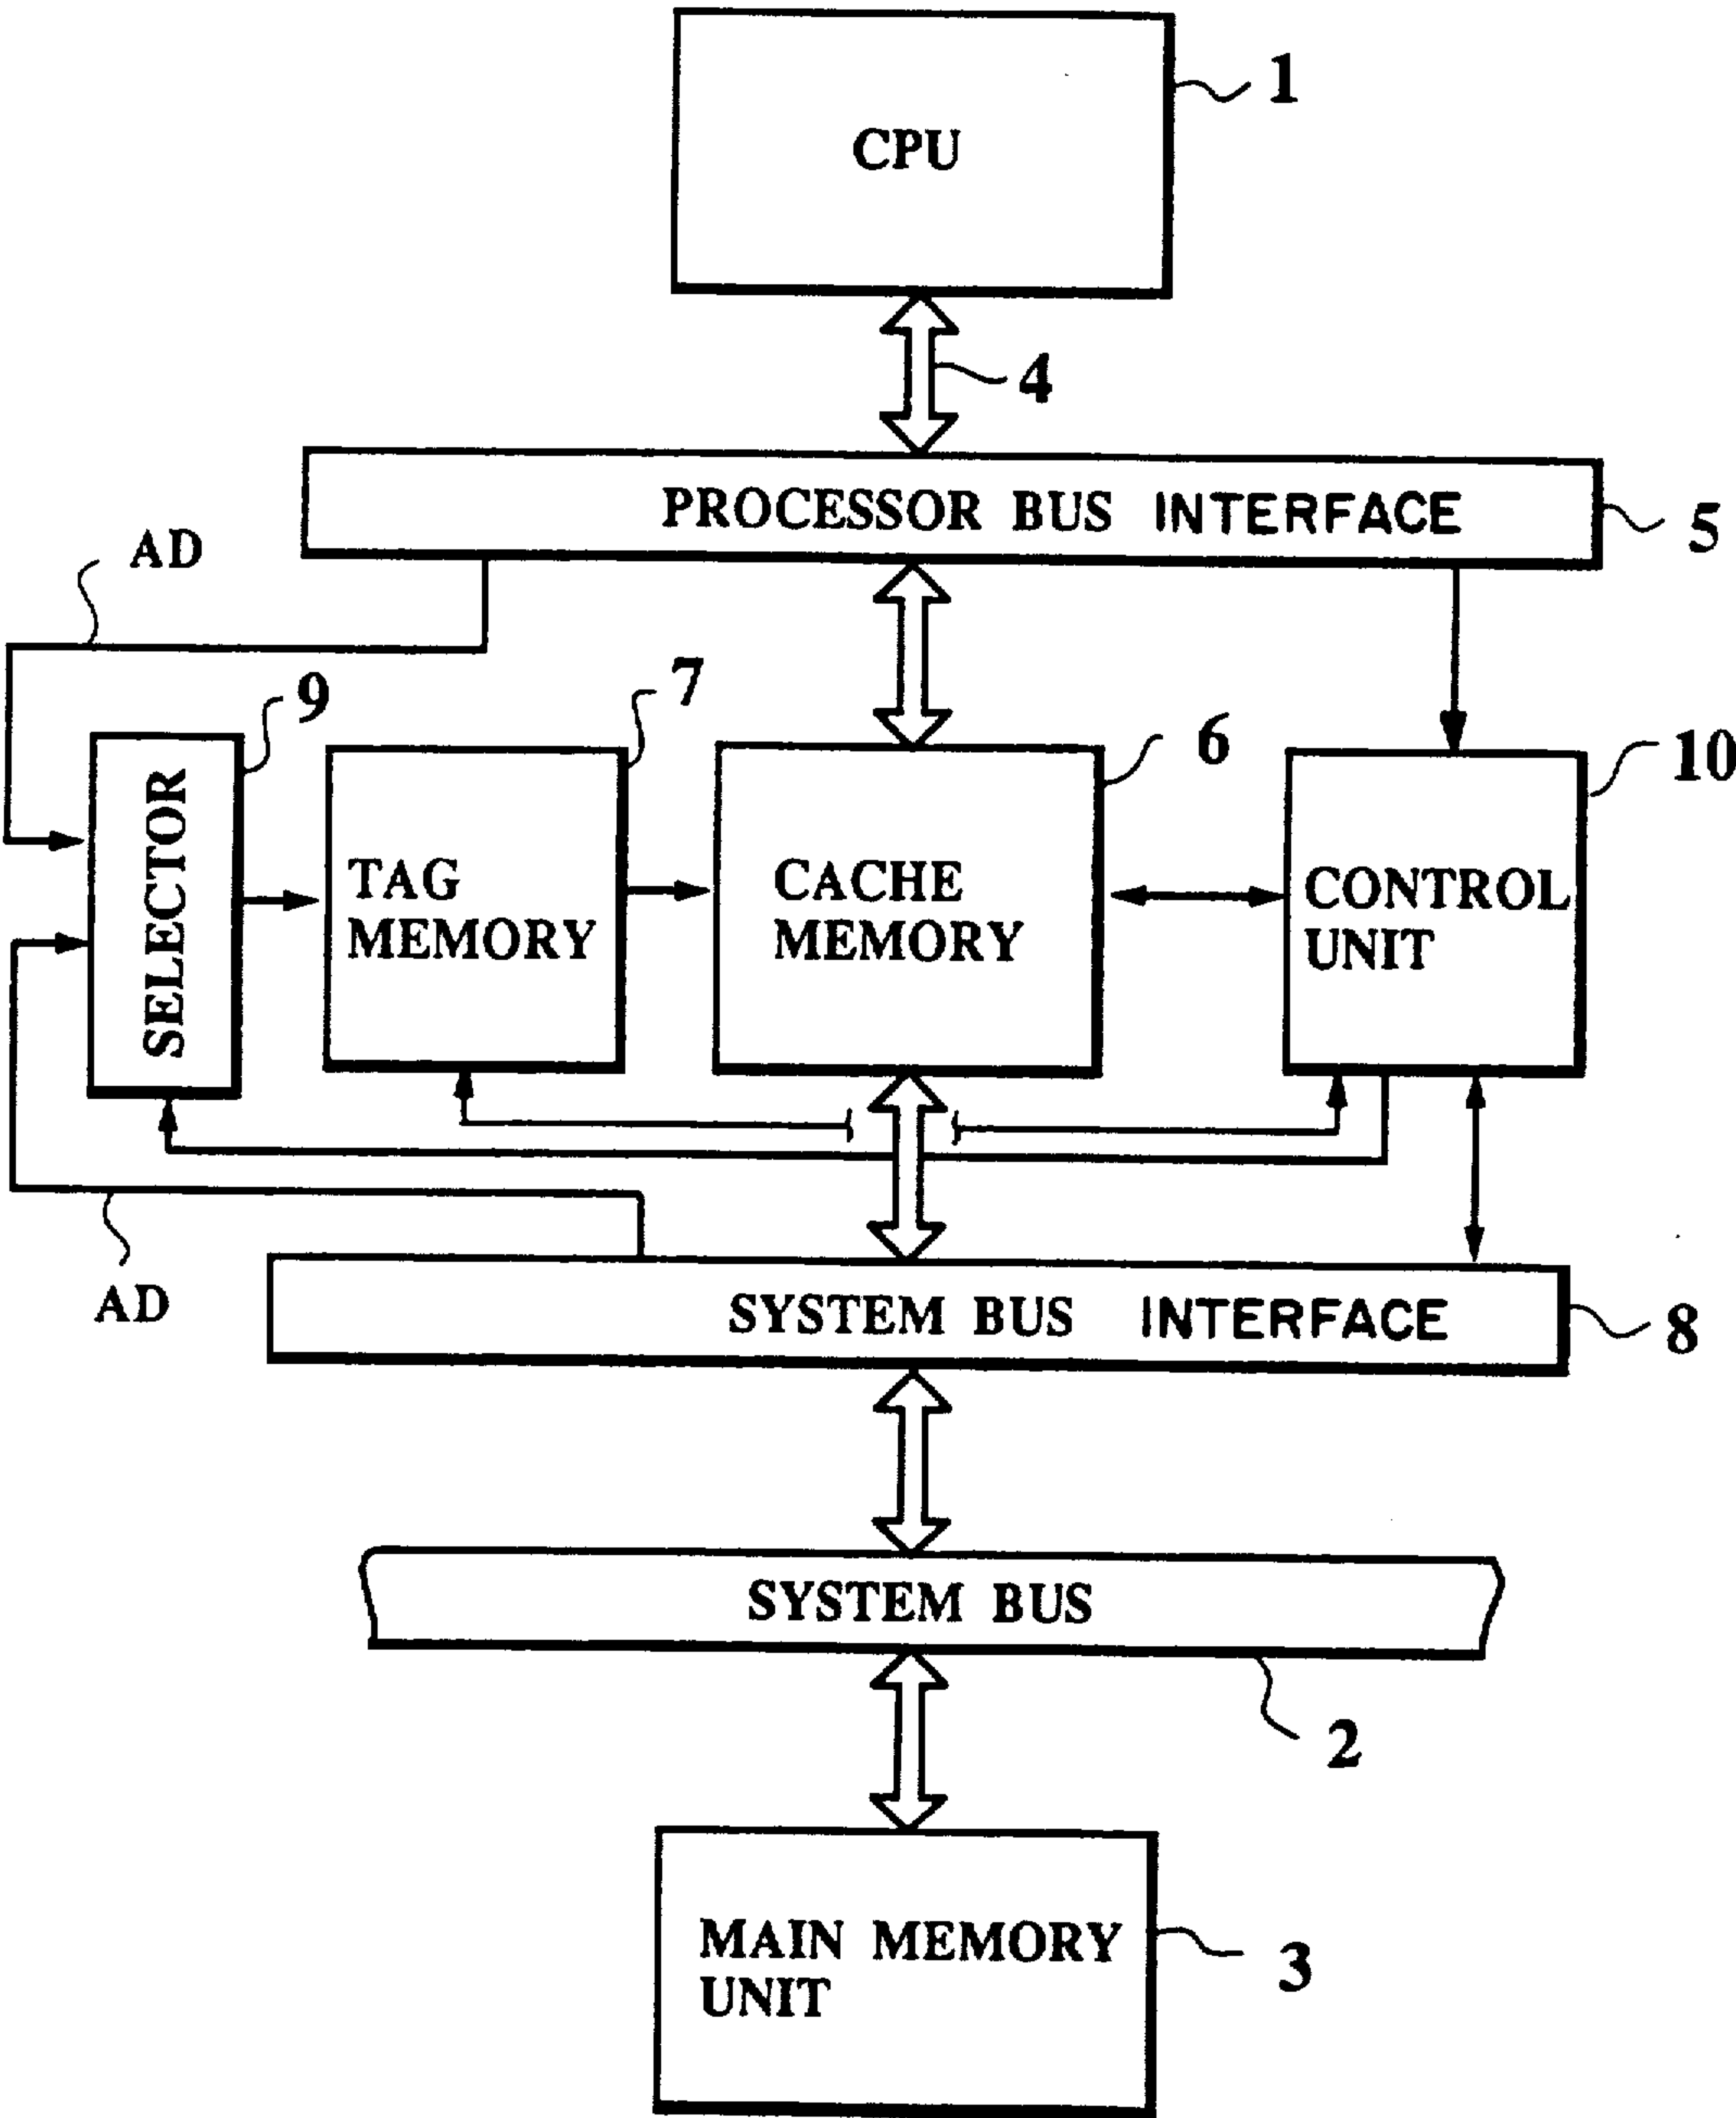 CPU
1
4
PROCESSOR BUS INTERFACE
5
AD
9
7
6
10
SELECTOR
TAG
MEMORY
CACHE
MEMORY
CONTROL
UNIT
AD
SYSTEM BUS INTERFACE
8
SYSTEM BUS
2
MAIN MEMORY
UNIT
3